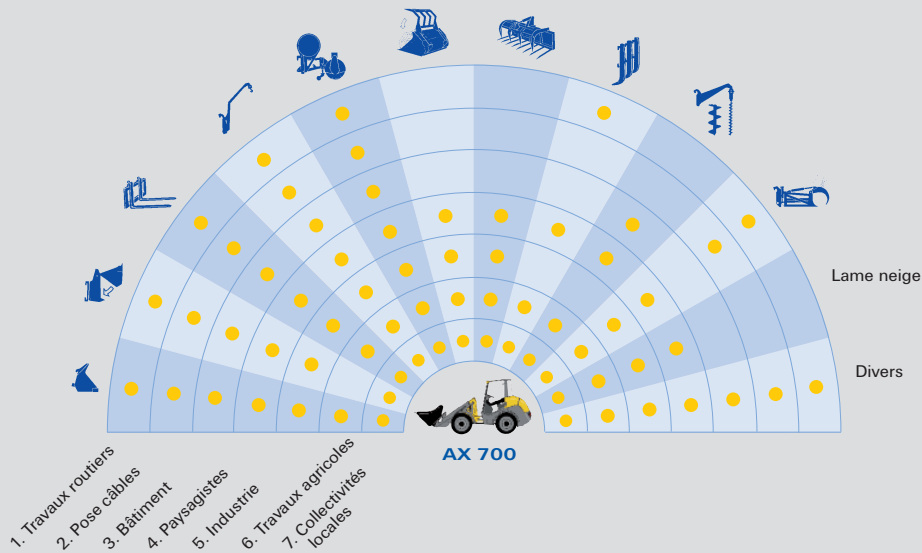 Lame neige
Divers
AX 700
1. Travaux routiers
2. Pose câbles
3. Bâtiment
4. Paysagistes
5. Industrie
6. Travaux agricoles
7. Collectivités
locales